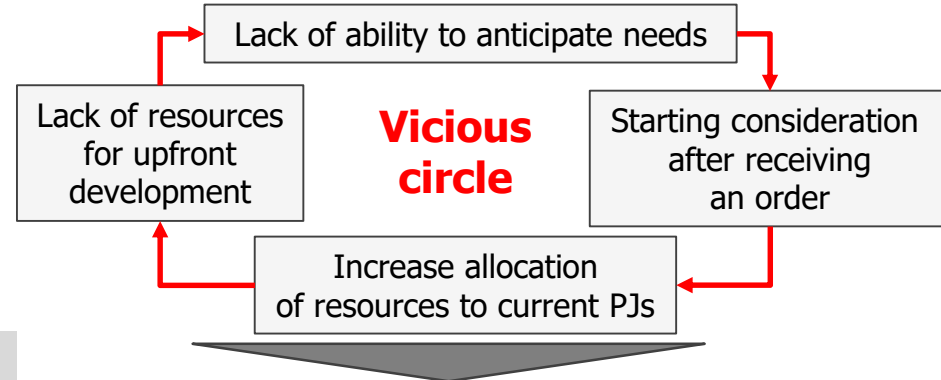 Lack of ability to anticipate needs
Lack of resources
for upfront
development
Vicious
circle
Starting consideration
after receiving
an order
Increase allocation
of resources to current PJs